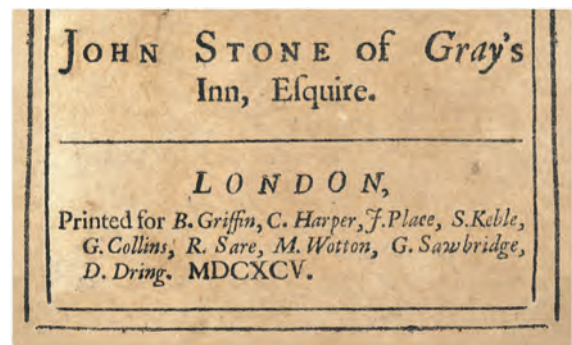 JOHN STONE of Gray's
Inn, Eſquire.
LONDON,
Printed for B. Griffin, C. Harper, J. Place, S. Keble,
G. Collins, R. Sare, M. Wotton, G. Sawbridge,
D. Dring. MDCXCV.